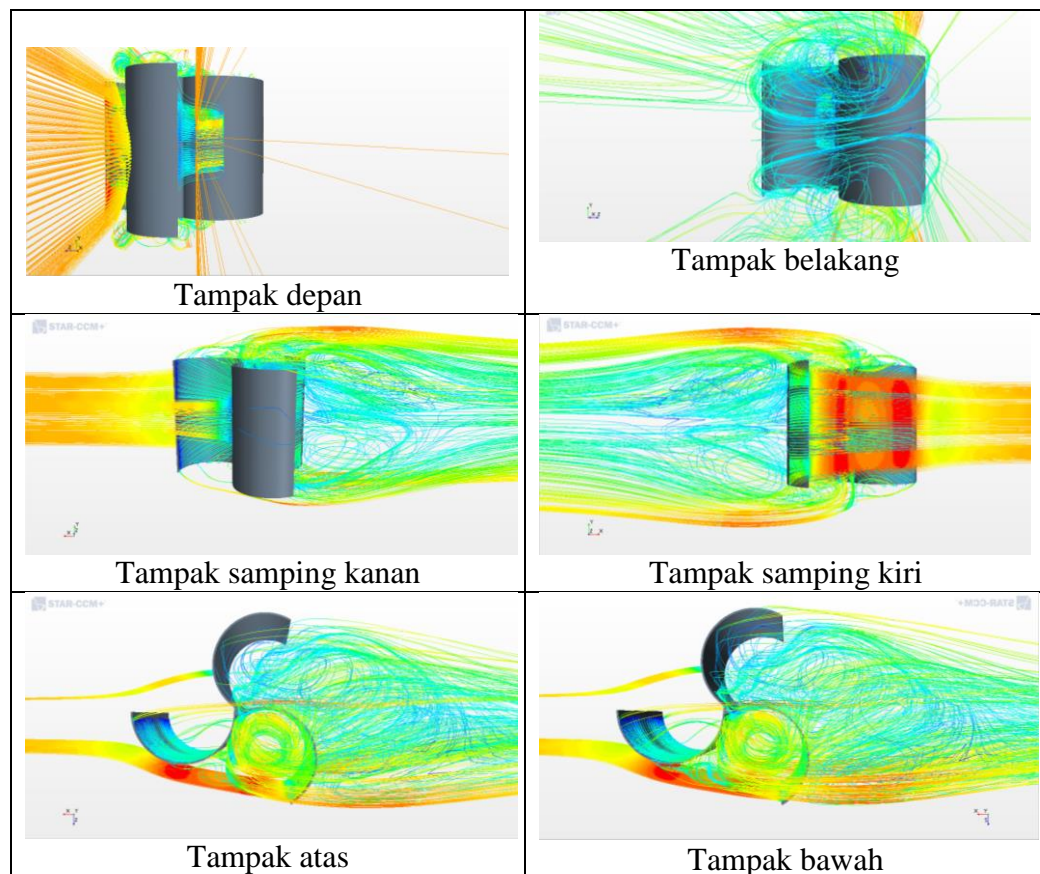 Tampak depan
Tampak belakang
STAR-CCM+
STAR-CCM+
Tampak samping kanan
Tampak samping kiri
STAR-CCM+
STAR-CCM+
Tampak atas
Tampak bawah